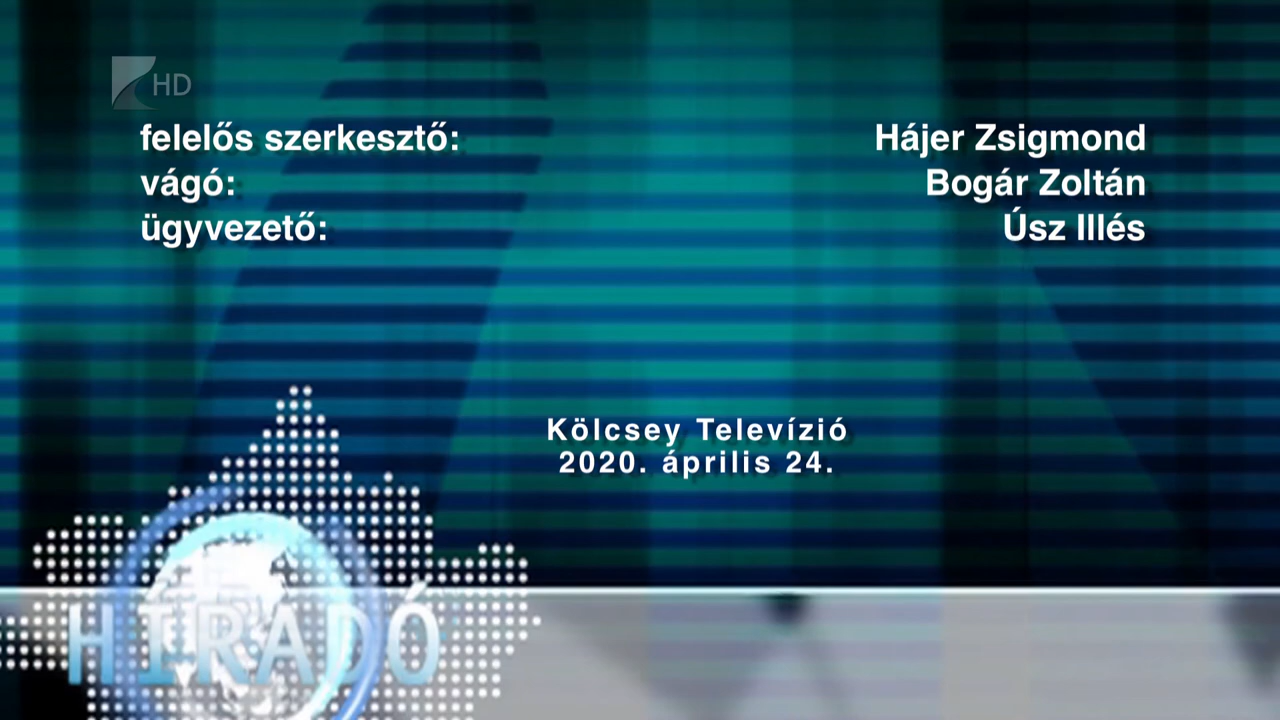 HD
felelős szerkesztő: Hájer Zsigmond
vágó: Bogár Zoltán
ügyvezető: Úsz Illés
Kölcsey Televízió
2020. április 24.
HÍRADÓ